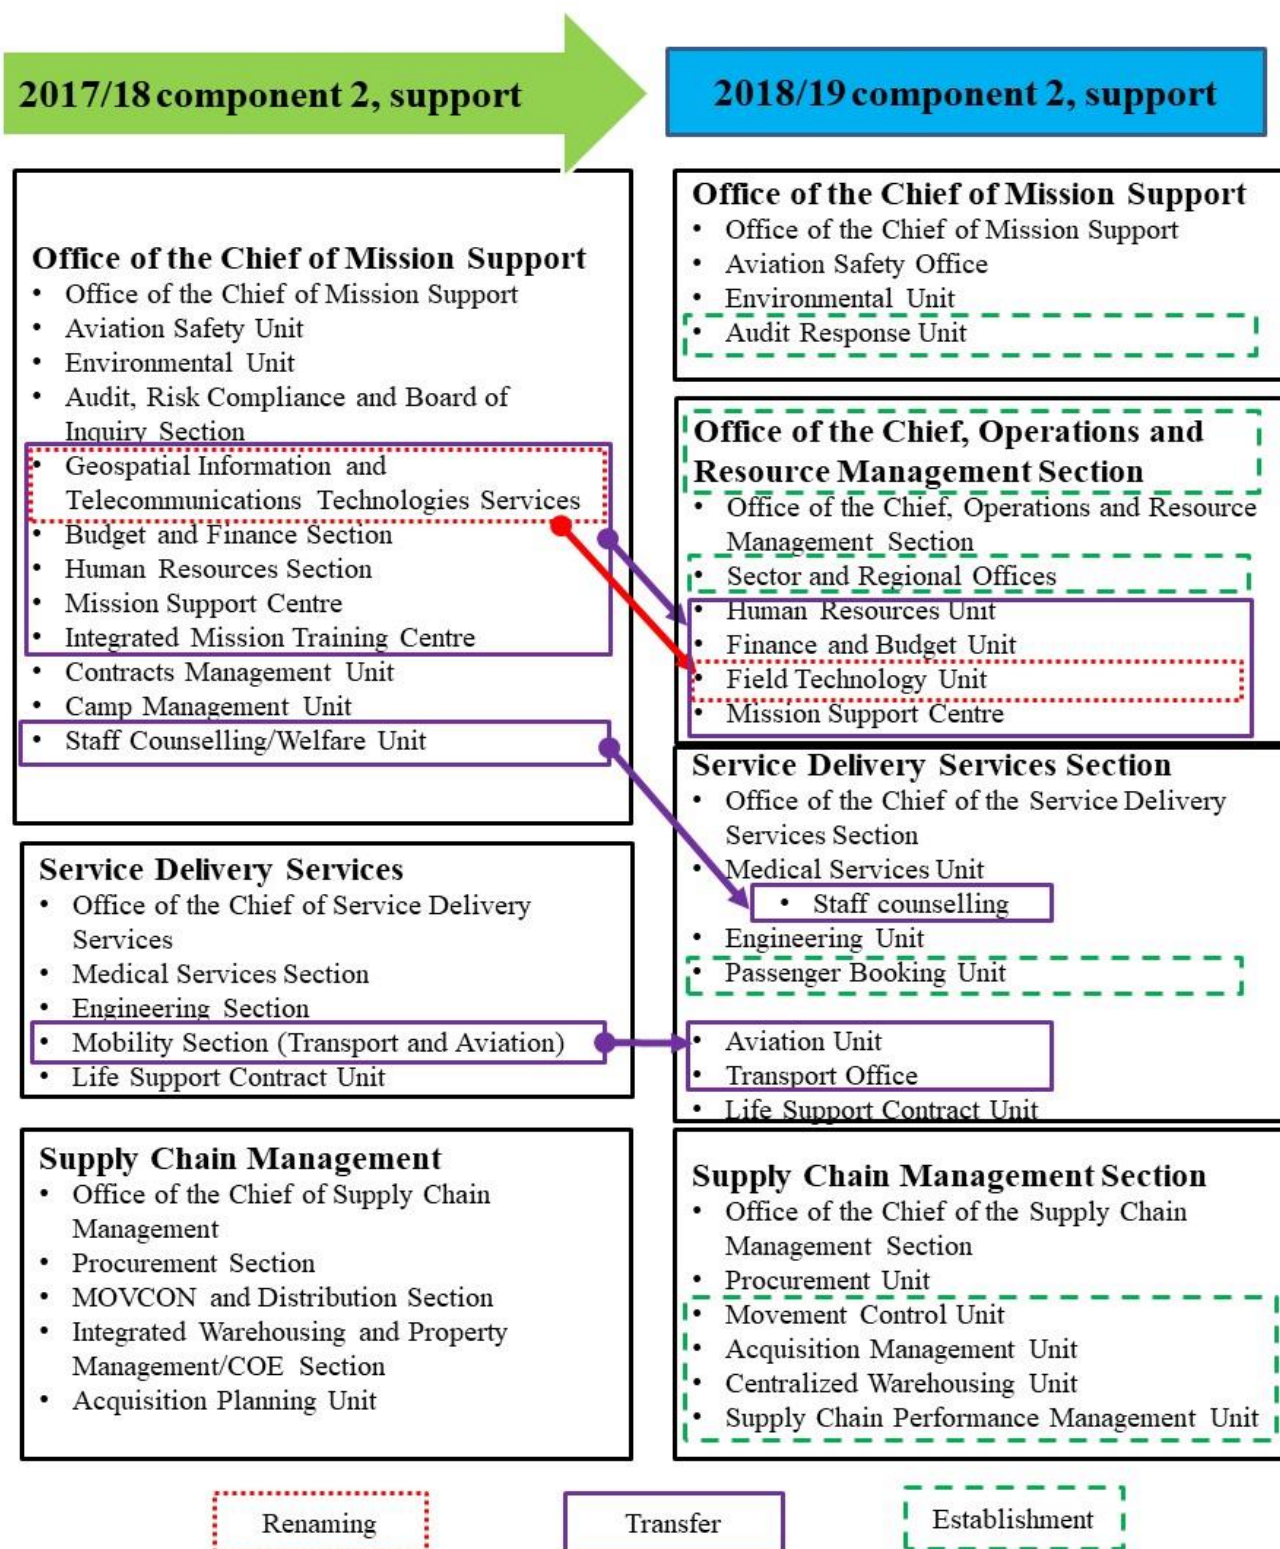 2017/18 component 2, support
2018/19 component 2, support
Office of the Chief of Mission Support
• Office of the Chief of Mission Support
• Aviation Safety Unit
• Environmental Unit
• Audit, Risk Compliance and Board of
Inquiry Section
• Geospatial Information and
Telecommunications Technologies Services
• Budget and Finance Section
• Human Resources Section
• Mission Support Centre
• Integrated Mission Training Centre
• Contracts Management Unit
• Camp Management Unit
• Staff Counselling/Welfare Unit
Service Delivery Services
• Office of the Chief of Service Delivery
Services
• Medical Services Section
• Engineering Section
• Mobility Section (Transport and Aviation)
• Life Support Contract Unit
Supply Chain Management
• Office of the Chief of Supply Chain
Management
• Procurement Section
• MOVCON and Distribution Section
• Integrated Warehousing and Property
Management/COE Section
• Acquisition Planning Unit
Office of the Chief of Mission Support
• Office of the Chief of Mission Support
• Aviation Safety Office
• Environmental Unit
• Audit Response Unit
Office of the Chief, Operations and
Resource Management Section
• Office of the Chief, Operations and Resource
Management Section
• Sector and Regional Offices
• Human Resources Unit
• Finance and Budget Unit
• Field Technology Unit
• Mission Support Centre
Service Delivery Services Section
• Office of the Chief of the Service Delivery
Services Section
• Medical Services Unit
• Staff counselling
• Engineering Unit
• Passenger Booking Unit
• Aviation Unit
• Transport Office
• Life Support Contract Unit
Supply Chain Management Section
• Office of the Chief of the Supply Chain
Management Section
• Procurement Unit
• Movement Control Unit
• Acquisition Management Unit
• Centralized Warehousing Unit
• Supply Chain Performance Management Unit
Renaming
Transfer
Establishment